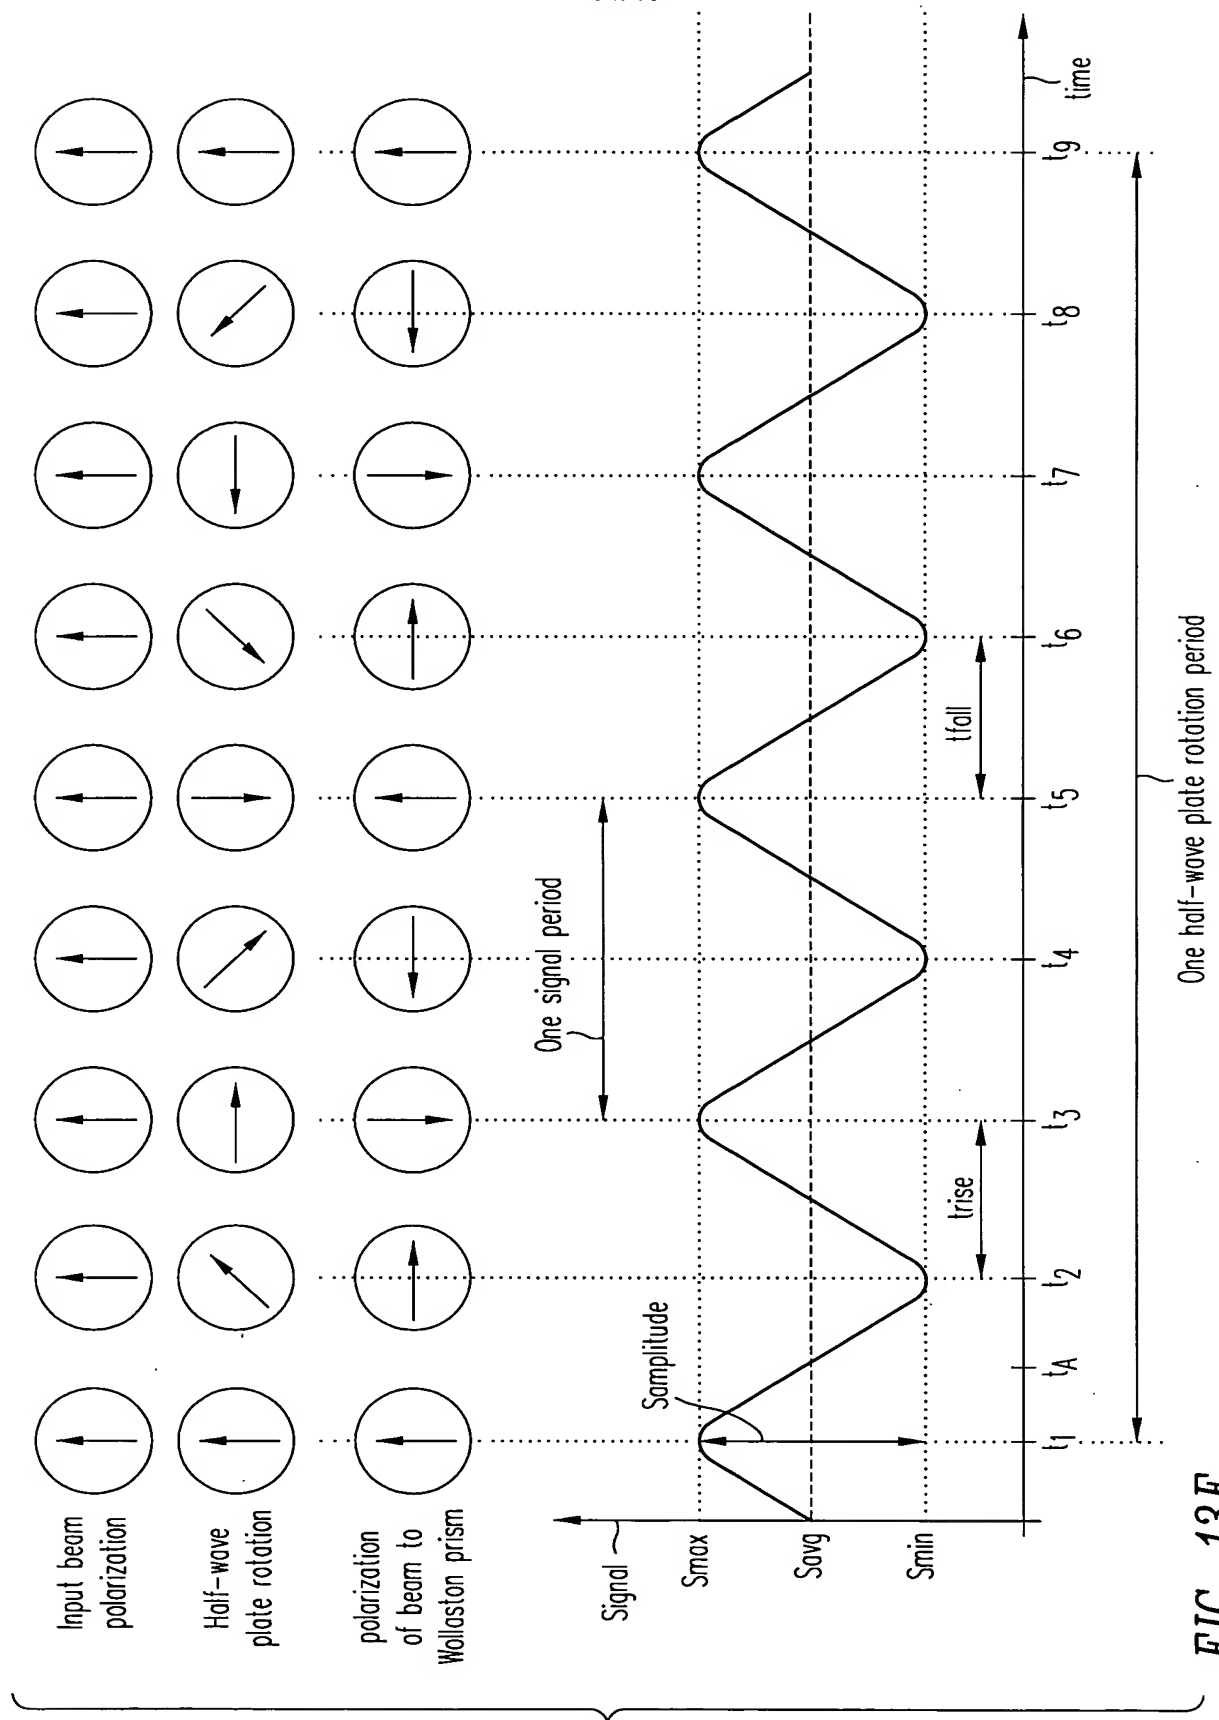 Input beam
polarization
Half-wave
plate rotation
polarization
of beam to
Wollaston prism
One signal period
Signal
Samplitude
Smax
Savg
Smin
trise
tfall
t1
tA
t2
t3
t4
t5
t6
t7
t8
t9
time
One half-wave plate rotation period